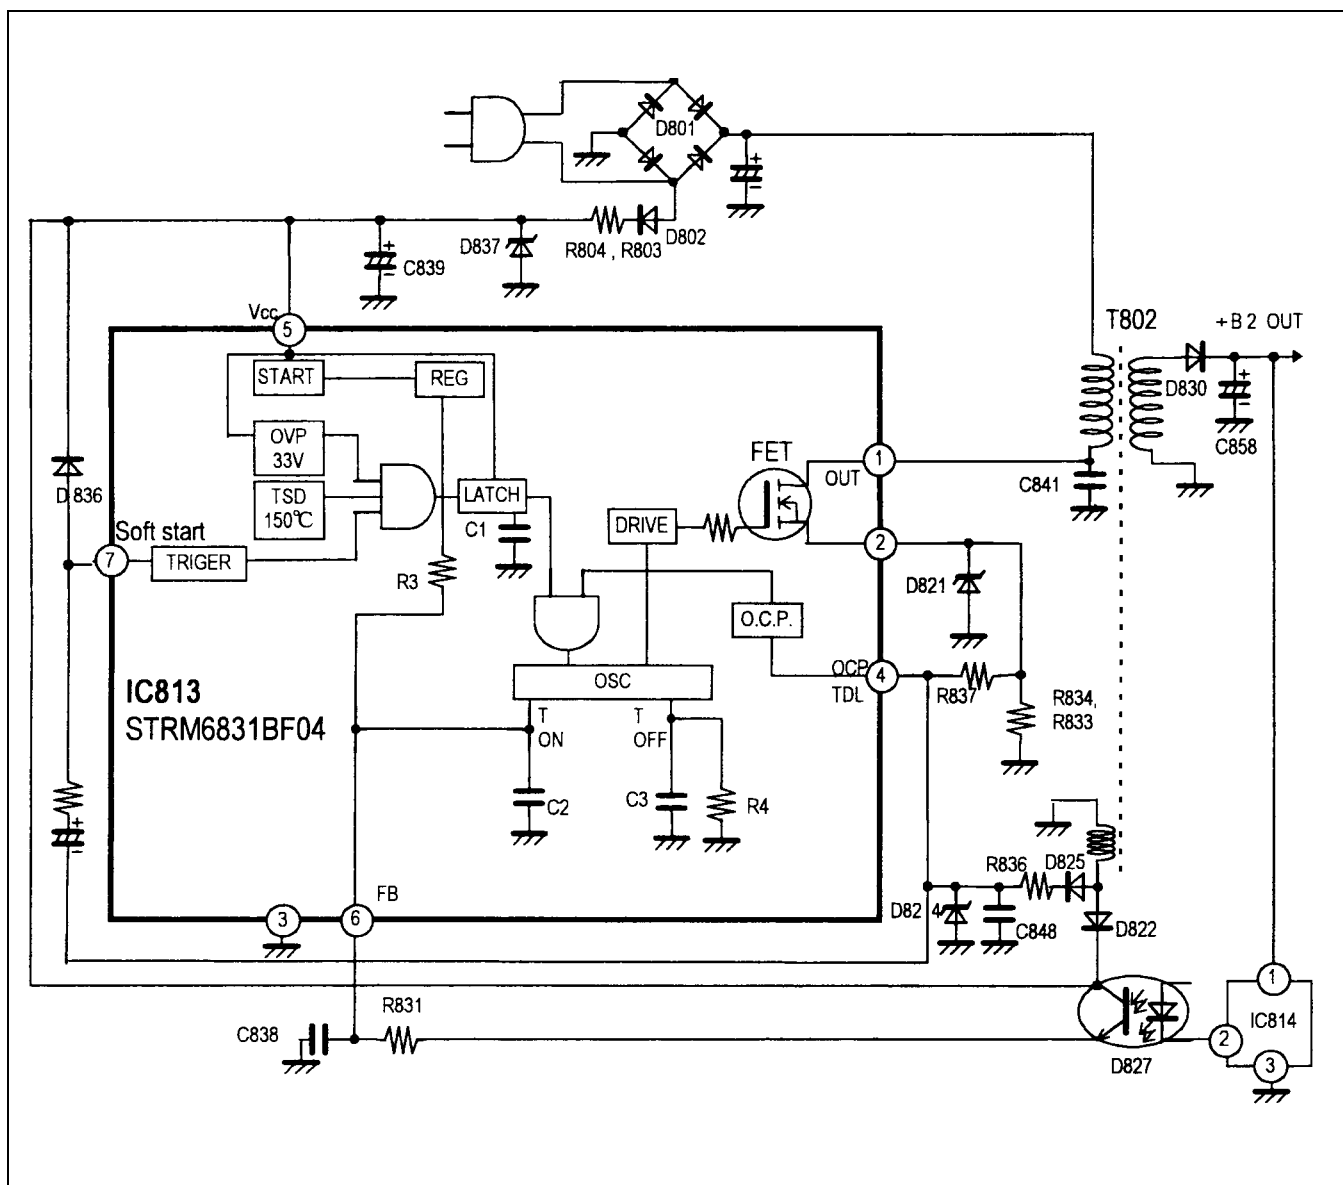 D801
+
-
D802
R804 , R803
D837
+
-
C839
Vcc
5
T802
+B 2 OUT
START
REG
D830
+
-
C858
OVP
33V
FET
1
OUT
C841
D 836
TSD
150°C
LATCH
C1
DRIVE
2
Soft start
7
TRIGER
R3
D821
O.C.P.
OCP
TDL
4
R837
OSC
R834,
R833
IC813
STRM6831BF04
T
ON
T
OFF
C2
C3
R4
+
-
R836
D825
FB
D82 4
C848
D822
3
6
1
R831
C838
IC814
2
D827
3